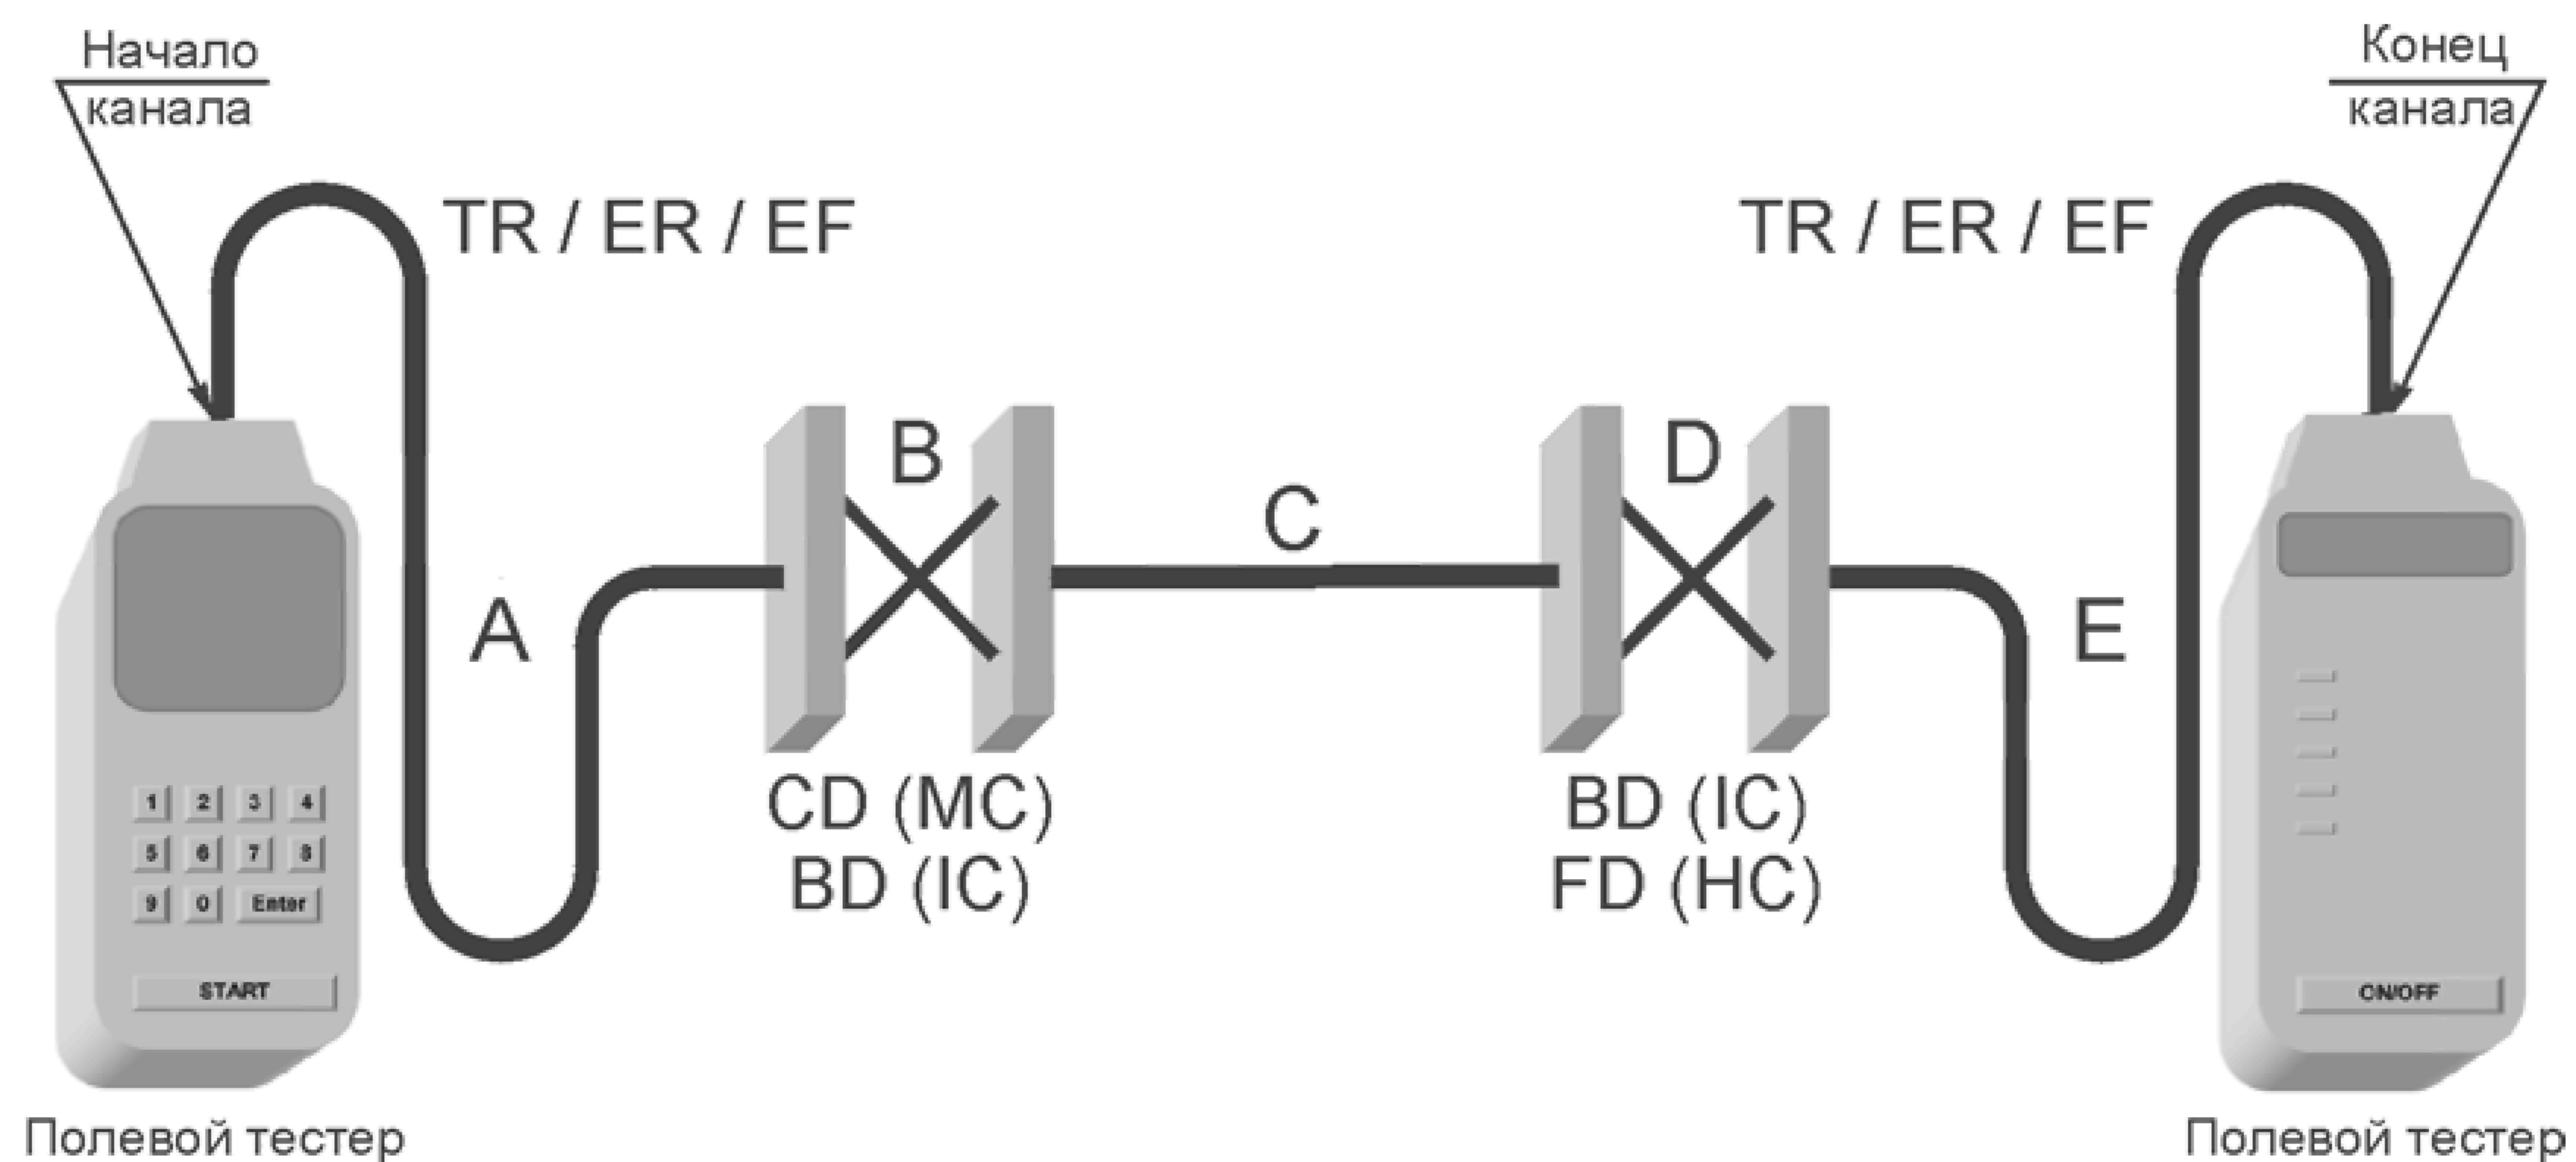 Начало
канала
Конец
канала
TR / ER / EF
TR / ER / EF
B
D
C
A
E
CD (MC)
BD (IC)
BD (IC)
FD (HC)
1 2 3 4
5 6 7 8
9 0 Enter
START
ON/OFF
Полевой тестер
Полевой тестер